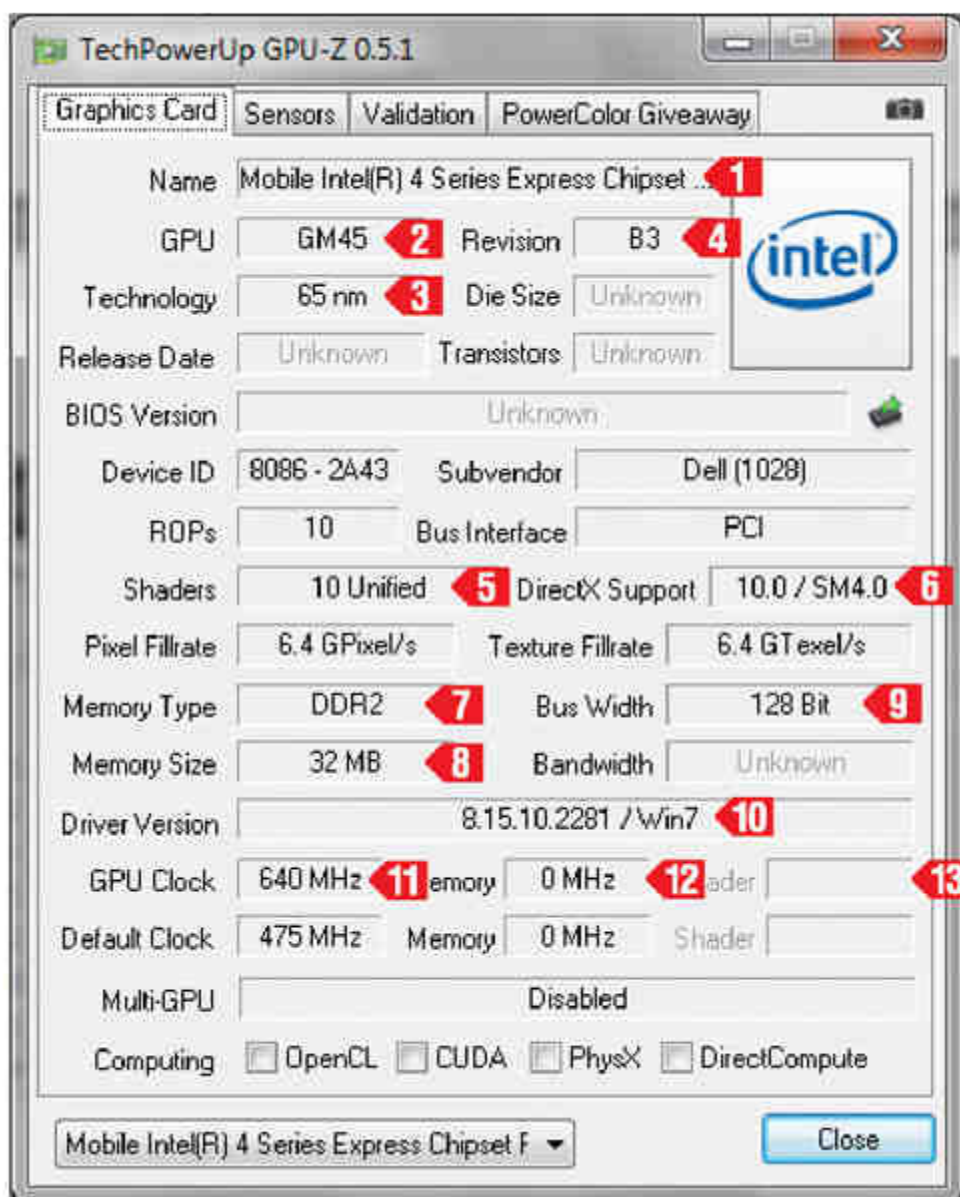 TechPowerUp GPU-Z 0.5.1
Graphics Card Sensors Validation PowerColor Giveaway
Name Mobile Intel(R) 4 Series Express Chipset ... 1
intel
GPU GM45 2 Revision B3 4
Technology 65 nm 3 Die Size Unknown
Release Date Unknown Transistors Unknown
BIOS Version Unknown
Device ID 8086 - 2A43 Subvendor Dell (1028)
ROPs 10 Bus Interface PCI
Shaders 10 Unified 5 DirectX Support 10.0 / SM4.0 6
Pixel Fillrate 6.4 GPixel/s Texture Fillrate 6.4 GTexel/s
Memory Type DDR2 7 Bus Width 128 Bit 9
Memory Size 32 MB 8 Bandwidth Unknown
Driver Version 8.15.10.2281 / Win7 10
GPU Clock 640 MHz 11 emory 0 MHz 12 ader 13
Default Clock 475 MHz Memory 0 MHz Shader
Multi-GPU Disabled
Computing OpenCL CUDA PhysX DirectCompute
Mobile Intel(R) 4 Series Express Chipset F Close